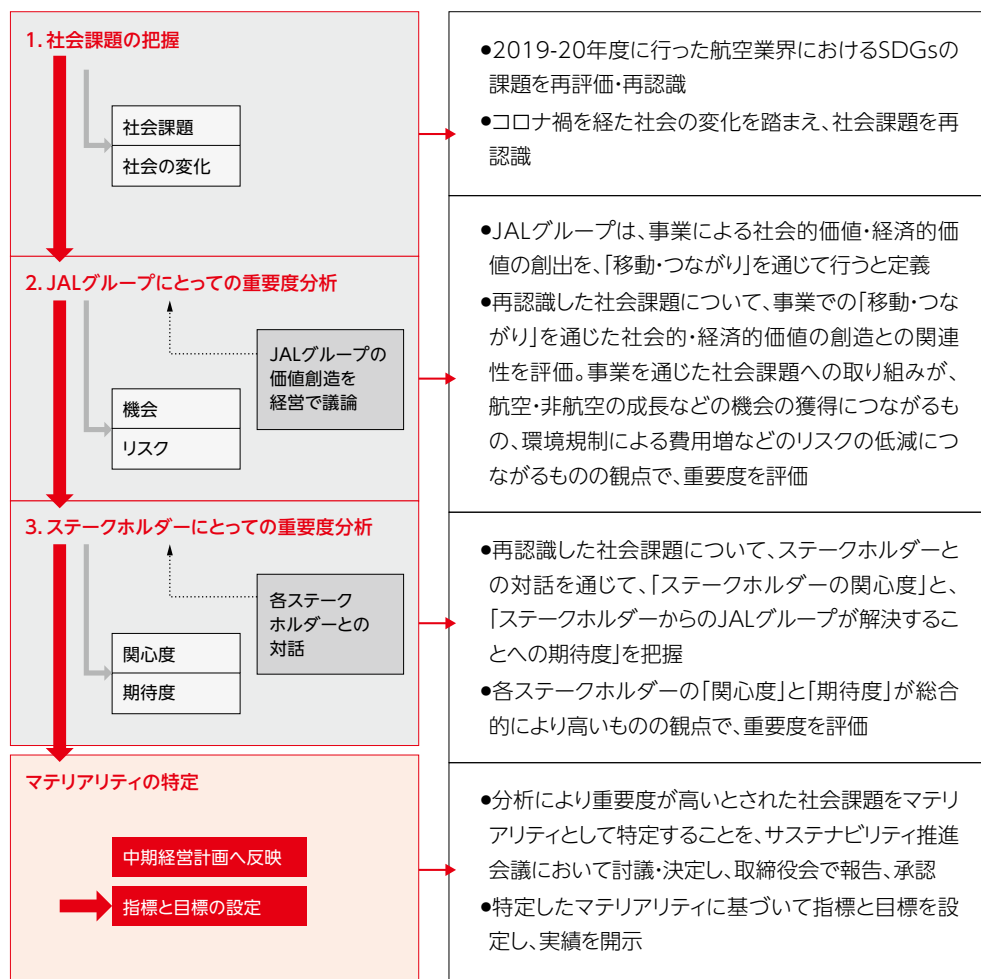 1. 社会課題の把握
社会課題
社会の変化
●2019-20年度に行った航空業界におけるSDGsの
課題を再評価・再認識
●コロナ禍を経た社会の変化を踏まえ、社会課題を再
認識
2. JALグループにとっての重要度分析
JALグループの
価値創造を
経営で議論
機会
リスク
●JALグループは、事業による社会的価値・経済的価
値の創出を、「移動・つながり」を通じて行うと定義
●再認識した社会課題について、事業での「移動・つな
がり」を通じた社会的・経済的価値の創造との関連
性を評価。事業を通じた社会課題への取り組みが、
航空・非航空の成長などの機会の獲得につながるも
の、環境規制による費用増などのリスクの低減につ
ながるものの観点で、重要度を評価
3. ステークホルダーにとっての重要度分析
各ステーク
ホルダーとの
対話
関心度
期待度
●再認識した社会課題について、ステークホルダーと
の対話を通じて、「ステークホルダーの関心度」と、
「ステークホルダーからのJALグループが解決するこ
とへの期待度」を把握
●各ステークホルダーの「関心度」と「期待度」が総合
的により高いものの観点で、重要度を評価
マテリアリティの特定
中期経営計画へ反映
指標と目標の設定
●分析により重要度が高いとされた社会課題をマテリ
アリティとして特定することを、サステナビリティ推進
会議において討議・決定し、取締役会で報告、承認
●特定したマテリアリティに基づいて指標と目標を設
定し、実績を開示